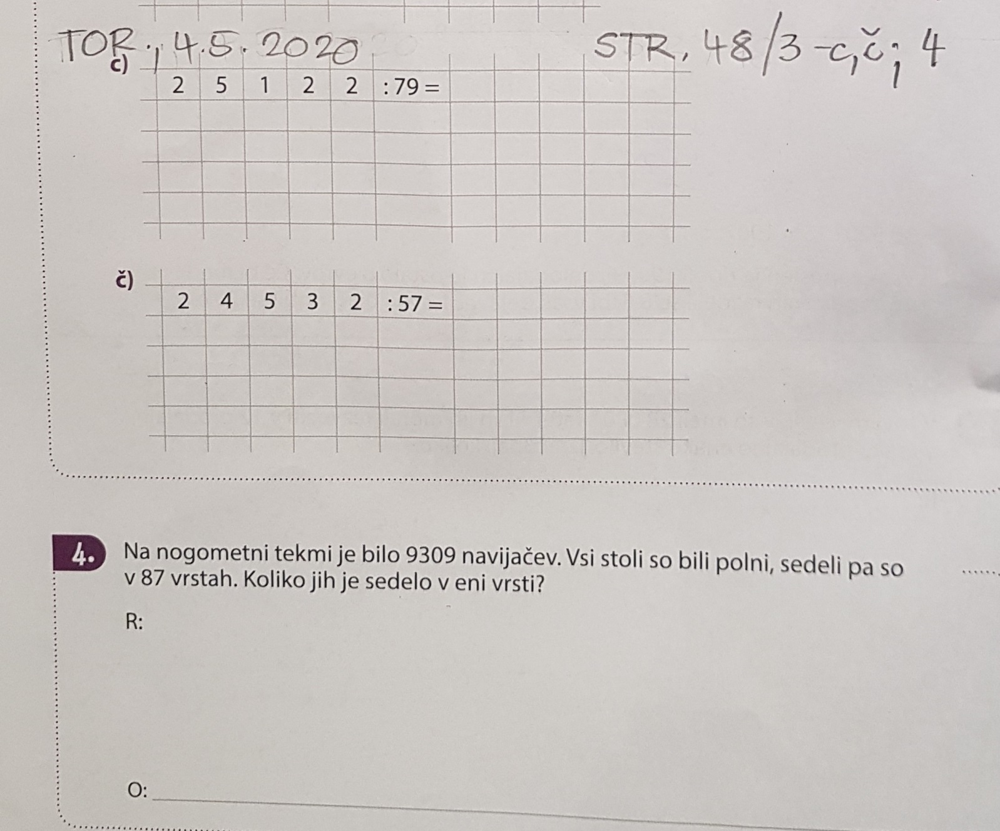 TOR., 4.5. 2020
STR. 48/3 - c, č; 4
c)
2 5 1 2 2 : 79 =
č)
2 4 5 3 2 : 57 =
4. Na nogometni tekmi je bilo 9309 navijačev. Vsi stoli so bili polni, sedeli pa so
v 87 vrstah. Koliko jih je sedelo v eni vrsti?
R:
O: